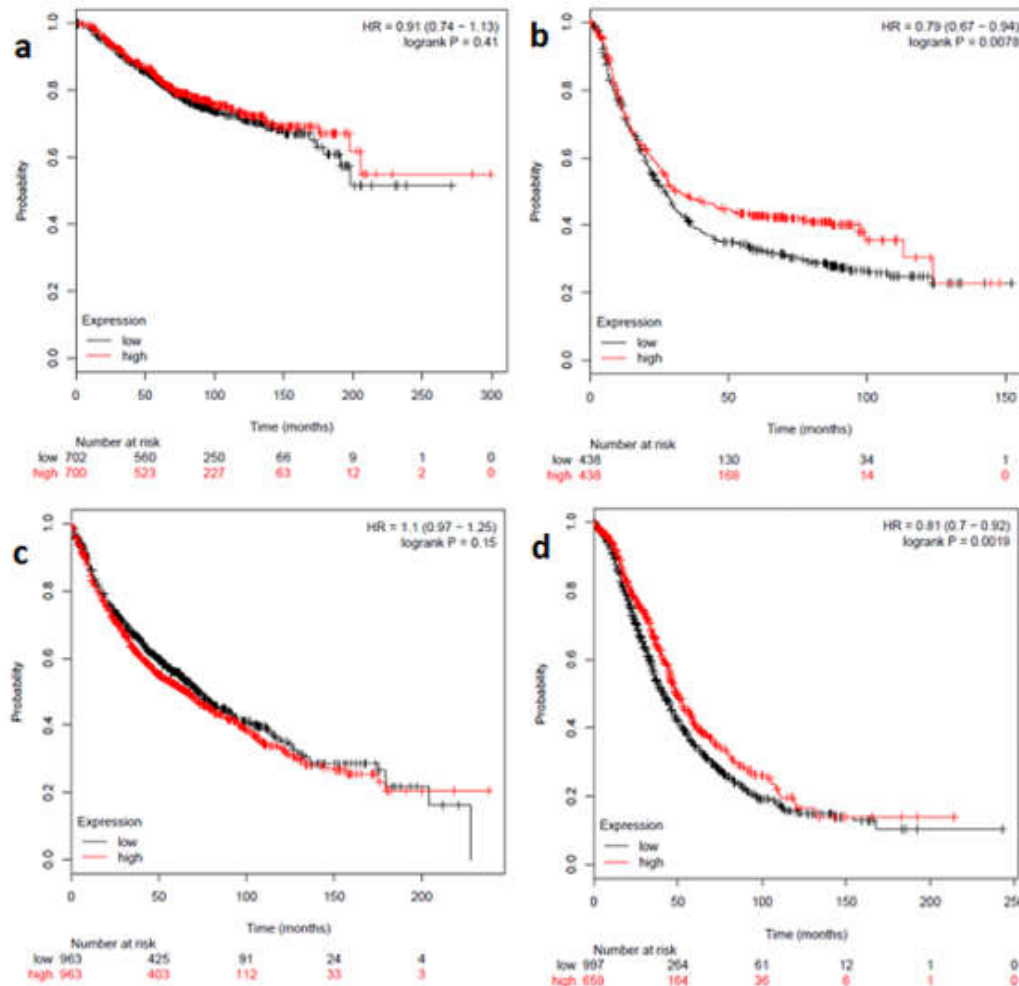 a
HR = 0.91 (0.74 − 1.13)
logrank P = 0.41
Probability
1.0
0.8
0.6
0.4
0.2
0.0
Expression
low
high
0 50 100 150 200 250 300
Time (months)
Number at risk
low 702 560 250 66 9 1 0
high 700 523 227 63 12 2 0
b
HR = 0.79 (0.67 − 0.94)
logrank P = 0.0078
Probability
1.0
0.8
0.6
0.4
0.2
0.0
Expression
low
high
0 50 100 150
Time (months)
Number at risk
low 438 130 34 1
high 438 168 14 0
c
HR = 1.1 (0.97 − 1.25)
logrank P = 0.15
Probability
1.0
0.8
0.6
0.4
0.2
0.0
Expression
low
high
0 50 100 150 200
Time (months)
Number at risk
low 963 425 91 24 4
high 963 403 112 33 3
d
HR = 0.81 (0.7 − 0.92)
logrank P = 0.0019
Probability
1.0
0.8
0.6
0.4
0.2
0.0
Expression
low
high
0 50 100 150 200
Time (months)
Number at risk
low 997 264 61 12 1 0
high 659 164 36 6 1 0